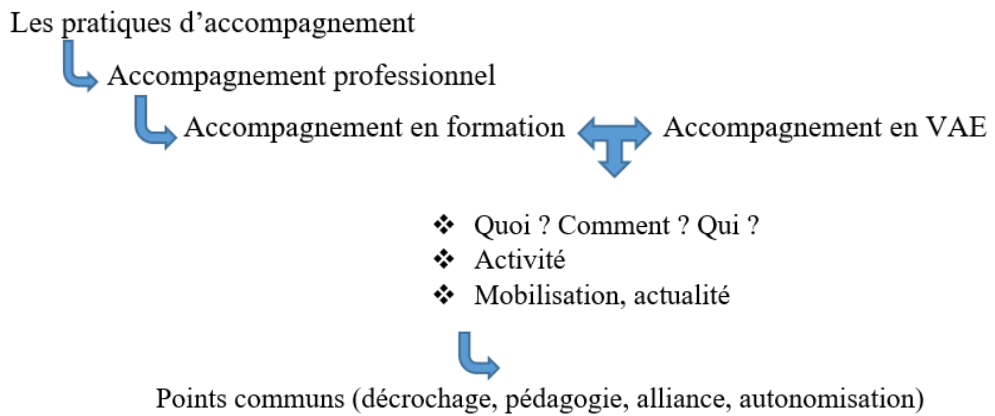 Les pratiques d’accompagnement
Accompagnement professionnel
Accompagnement en formation Accompagnement en VAE
❖ Quoi ? Comment ? Qui ?
❖ Activité
❖ Mobilisation, actualité
Points communs (décrochage, pédagogie, alliance, autonomisation)